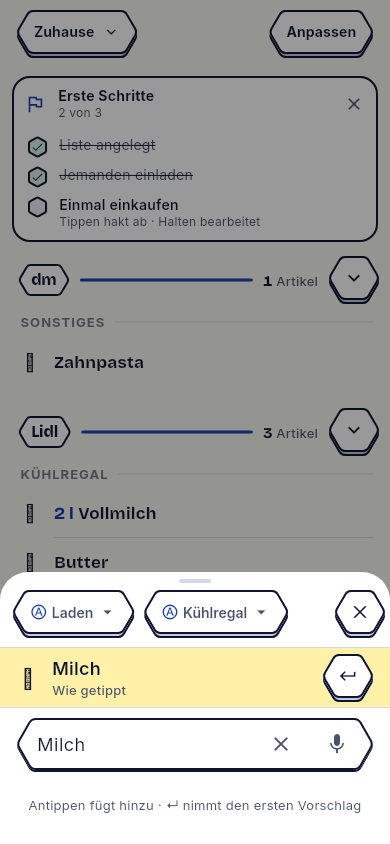 Zuhause
Anpassen
Erste Schritte
2 von 3
Liste angelegt
Jemanden einladen
Einmal einkaufen
Tippen hakt ab · Halten bearbeitet
dm
1 Artikel
SONSTIGES
Zahnpasta
Lidl
3 Artikel
KÜHLREGAL
2 l Vollmilch
Butter
A Laden
A Kühlregal
Milch
Wie getippt
Milch
Antippen fügt hinzu · ↵ nimmt den ersten Vorschlag